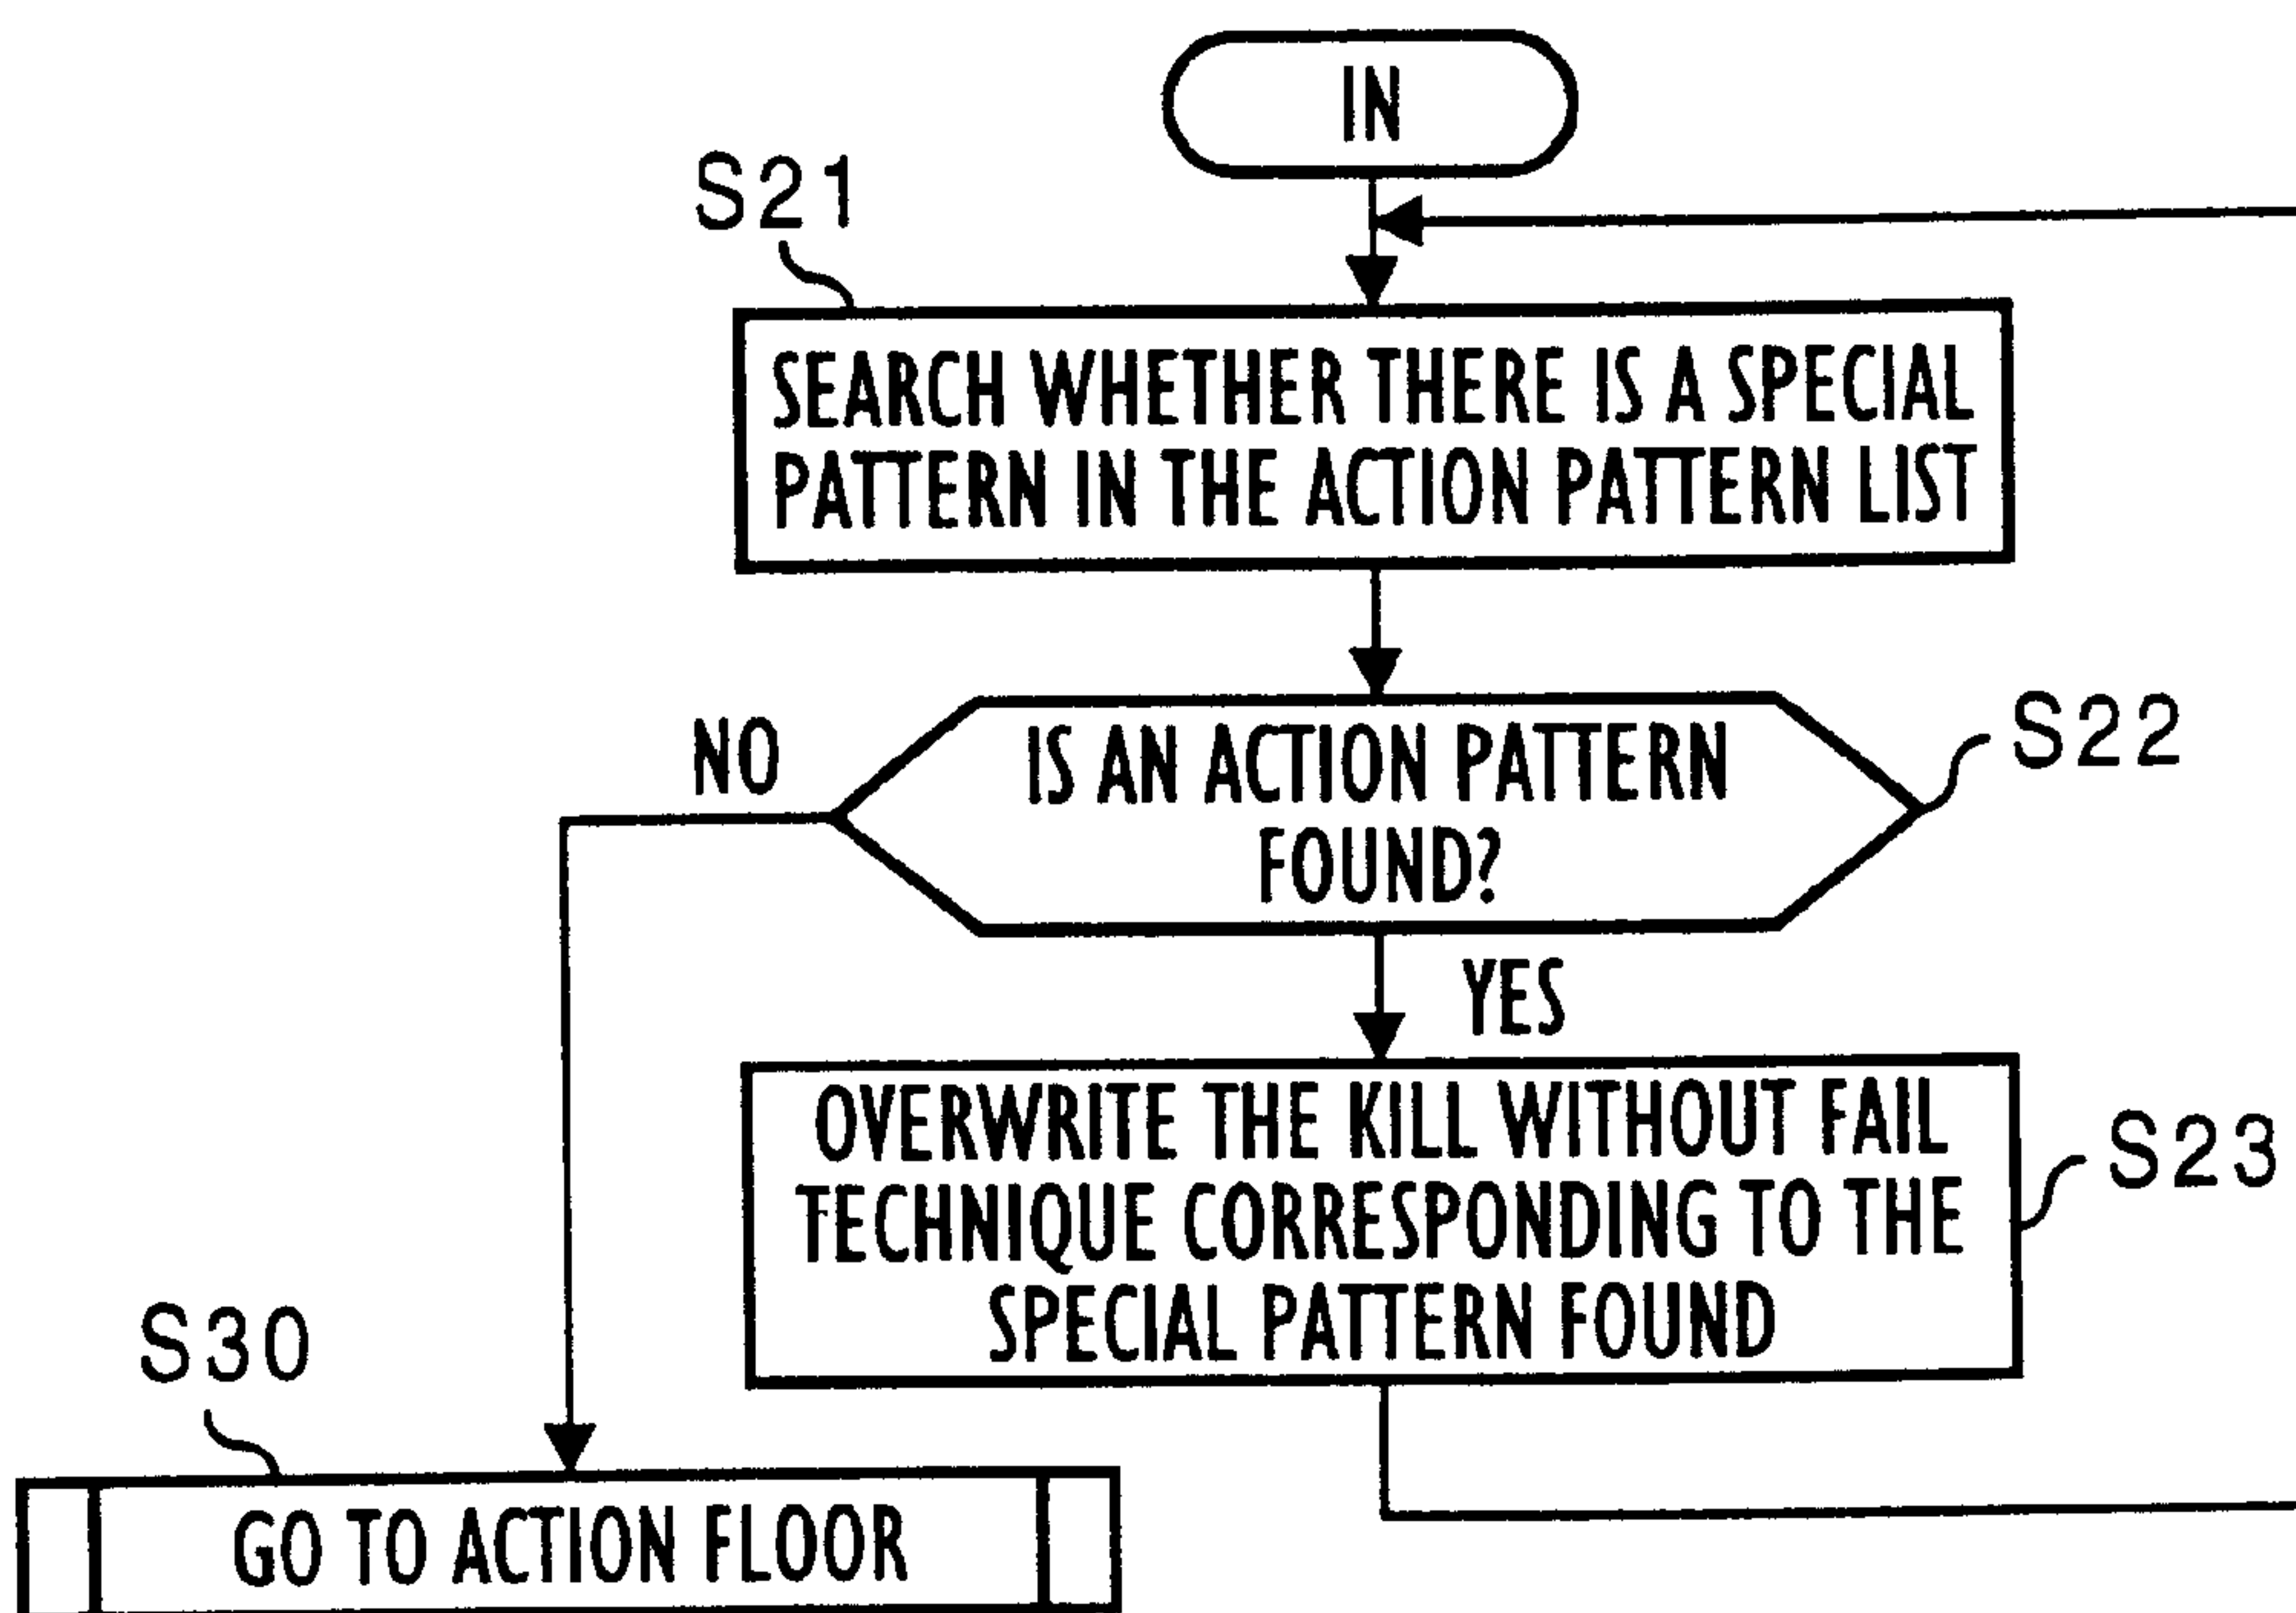 IN
S21
SEARCH WHETHER THERE IS A SPECIAL
PATTERN IN THE ACTION PATTERN LIST
NO
IS AN ACTION PATTERN
FOUND?
S22
YES
OVERWRITE THE KILL WITHOUT FAIL
TECHNIQUE CORRESPONDING TO THE
SPECIAL PATTERN FOUND
S23
S30
GO TO ACTION FLOOR